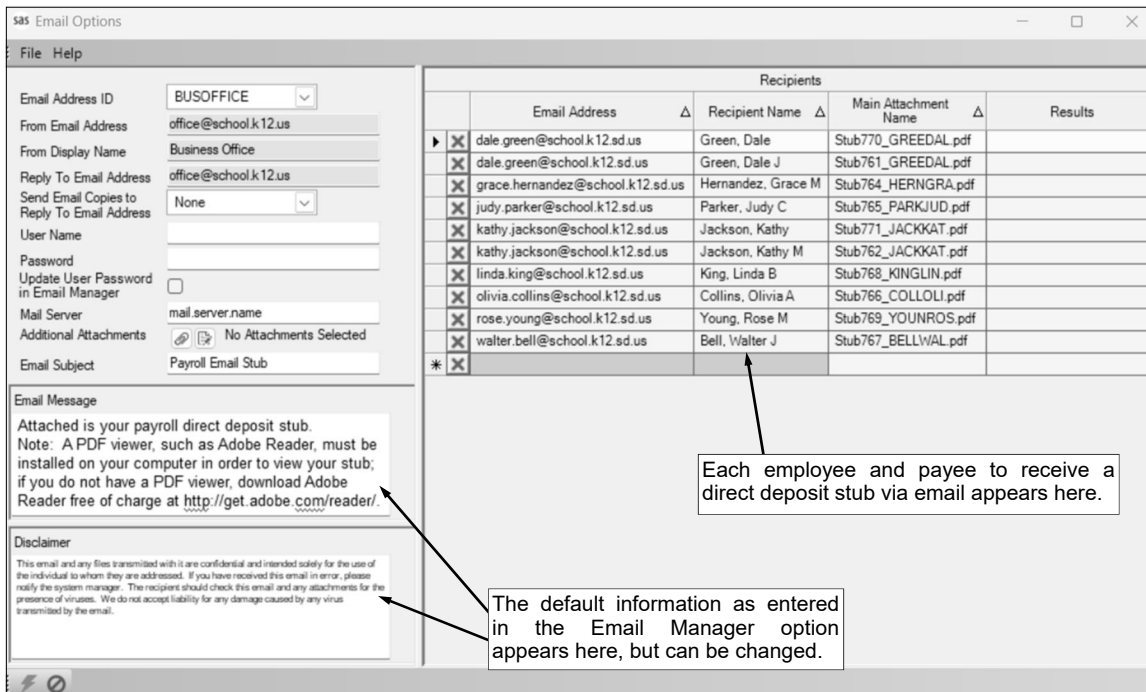 sas Email Options
File Help
Email Address ID BUSOFFICE
From Email Address office@school.k12.us
From Display Name Business Office
Reply To Email Address office@school.k12.us
Send Email Copies to
Reply To Email Address None
User Name
Password
Update User Password
in Email Manager
Mail Server mail.server.name
Additional Attachments No Attachments Selected
Email Subject Payroll Email Stub
Email Message
Attached is your payroll direct deposit stub.
Note: A PDF viewer, such as Adobe Reader, must be
installed on your computer in order to view your stub;
if you do not have a PDF viewer, download Adobe
Reader free of charge at http://get.adobe.com/reader/.
Disclaimer
This email and any files transmitted with it are confidential and intended solely for the use of
the individual to whom they are addressed. If you have received this email in error, please
notify the system manager. The recipient should check this email and any attachments for the
presence of viruses. We do not accept liability for any damage caused by any virus
transmitted by the email.
Recipients
Email Address Recipient Name Main Attachment Name Results
dale.green@school.k12.sd.us Green, Dale Stub770_GREEDAL.pdf
dale.green@school.k12.sd.us Green, Dale J Stub761_GREEDAL.pdf
grace.hernandez@school.k12.sd.us Hernandez, Grace M Stub764_HERNGRA.pdf
judy.parker@school.k12.sd.us Parker, Judy C Stub765_PARKJUD.pdf
kathy.jackson@school.k12.sd.us Jackson, Kathy Stub771_JACKKAT.pdf
kathy.jackson@school.k12.sd.us Jackson, Kathy M Stub762_JACKKAT.pdf
linda.king@school.k12.sd.us King, Linda B Stub768_KINGLIN.pdf
olivia.collins@school.k12.sd.us Collins, Olivia A Stub766_COLLOLI.pdf
rose.young@school.k12.sd.us Young, Rose M Stub769_YOUNROS.pdf
walter.bell@school.k12.sd.us Bell, Walter J Stub767_BELLWAL.pdf
Each employee and payee to receive a
direct deposit stub via email appears here.
The default information as entered
in the Email Manager option
appears here, but can be changed.